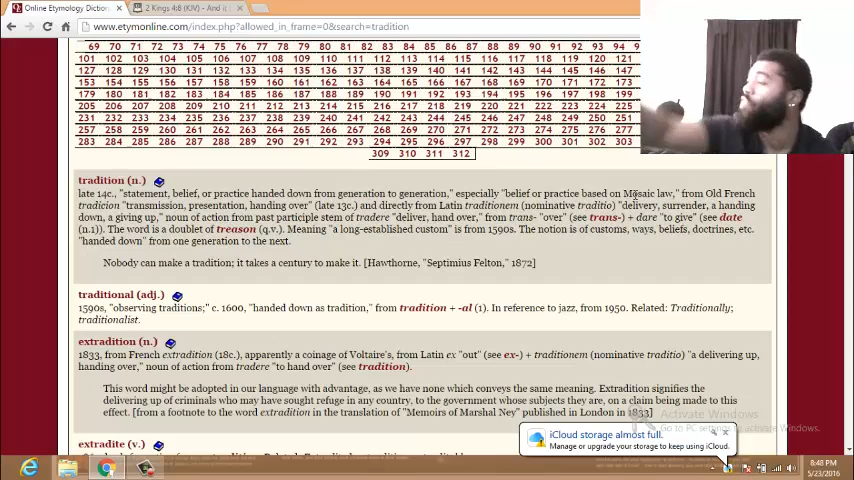 Online Etymology Dictionary
2 Kings 4:8 (KJV) - And it
www.etymonline.com/index.php?allowed_in_frame=0&search=tradition
69 70 71 72 73 74 75 76 77 78 79 80 81 82 83 84 85 86 87 88 89 90 91 92 93 94 9
101 102 103 104 105 106 107 108 109 110 111 112 113 114 115 116 117 118 119 120 121
127 128 129 130 131 132 133 134 135 136 137 138 139 140 141 142 143 144 145 146 147
153 154 155 156 157 158 159 160 161 162 163 164 165 166 167 168 169 170 171 172 173
179 180 181 182 183 184 185 186 187 188 189 190 191 192 193 194 195 196 197 198 199
205 206 207 208 209 210 211 212 213 214 215 216 217 218 219 220 221 222 223 224 225
231 232 233 234 235 236 237 238 239 240 241 242 243 244 245 246 247 248 249 250 251
257 258 259 260 261 262 263 264 265 266 267 268 269 270 271 272 273 274 275 276 277
283 284 285 286 287 288 289 290 291 292 293 294 295 296 297 298 299 300 301 302 303
309 310 311 312
tradition (n.)
late 14c., "statement, belief, or practice handed down from generation to generation," especially "belief or practice based on Mosaic law," from Old French
tradicion "transmission, presentation, handing over" (late 13c.) and directly from Latin traditionem (nominative traditio) "delivery, surrender, a handing
down, a giving up," noun of action from past participle stem of tradere "deliver, hand over," from trans- "over" (see trans-) + dare "to give" (see date
(n.1)). The word is a doublet of treason (q.v.). Meaning "a long-established custom" is from 1590s. The notion is of customs, ways, beliefs, doctrines, etc.
"handed down" from one generation to the next.
Nobody can make a tradition; it takes a century to make it. [Hawthorne, "Septimius Felton," 1872]
traditional (adj.)
1590s, "observing traditions;" c. 1600, "handed down as tradition," from tradition + -al (1). In reference to jazz, from 1950. Related: Traditionally;
traditionalist.
extradition (n.)
1833, from French extradition (18c.), apparently a coinage of Voltaire's, from Latin ex "out" (see ex-) + traditionem (nominative traditio) "a delivering up,
handing over," noun of action from tradere "to hand over" (see tradition).
This word might be adopted in our language with advantage, as we have none which conveys the same meaning. Extradition signifies the
delivering up of criminals who may have sought refuge in any country, to the government whose subjects they are, on a claim being made to this
effect. [from a footnote to the word extradition in the translation of "Memoirs of Marshal Ney" published in London in 1833]
Activate Windows
Go to PC settings to activate Windows.
iCloud storage almost full.
Manage or upgrade your storage to keep using iCloud.
extradite (v.)
8:48 PM
5/23/2016